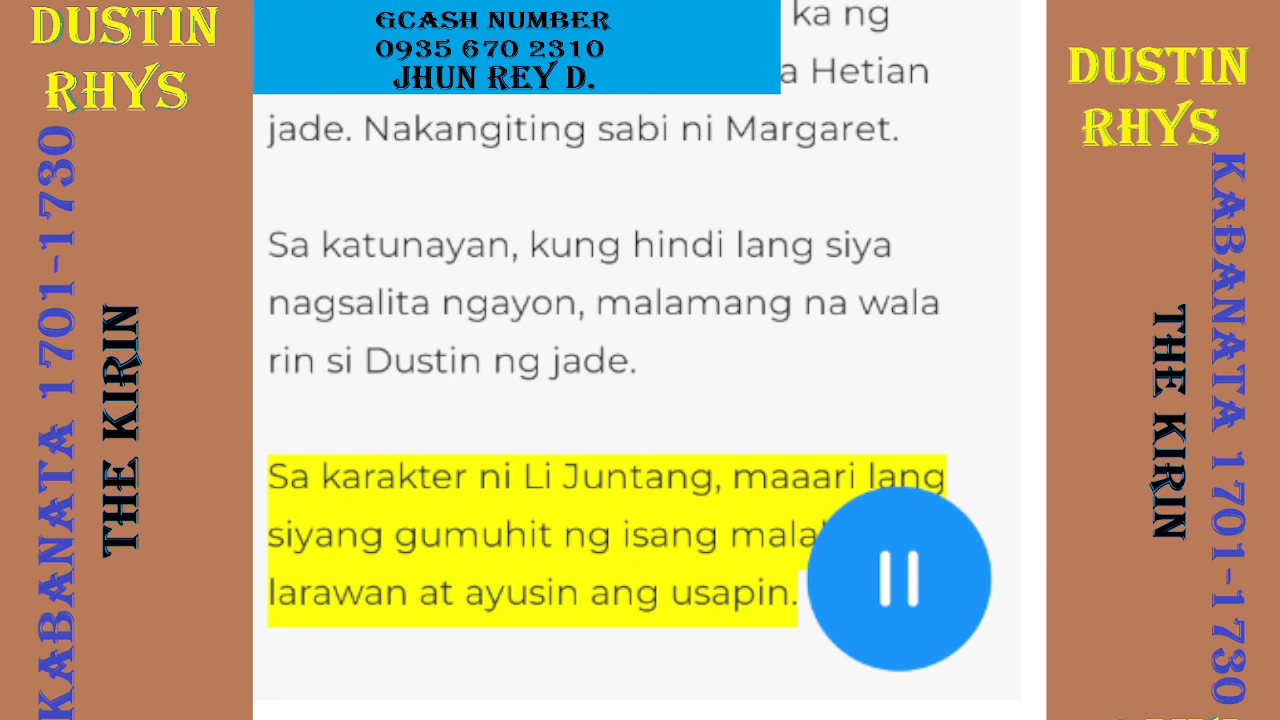 DUSTIN
RHYS
KABANATA 1701-1730
THE KIRIN
GCASH NUMBER
0935 670 2310
JHUN REY D.
ka ng
a Hetian
jade. Nakangiting sabi ni Margaret.
Sa katunayan, kung hindi lang siya
nagsalita ngayon, malamang na wala
rin si Dustin ng jade.
Sa karakter ni Li Juntang, maaari lang
siyang gumuhit ng isang
larawan at ayusin ang usapin.
DUSTIN
RHYS
KABANATA 1701-1730
THE KIRIN